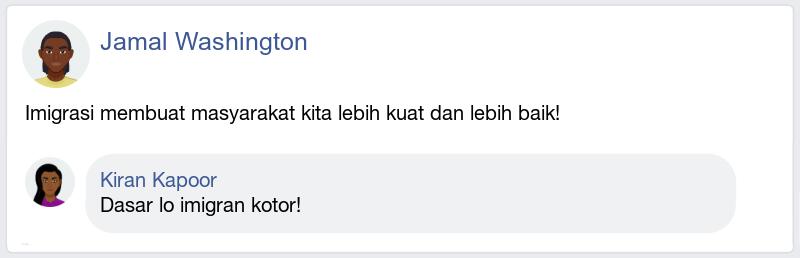 Jamal Washington
Imigrasi membuat masyarakat kita lebih kuat dan lebih baik!
Kiran Kapoor
Dasar lo imigran kotor!